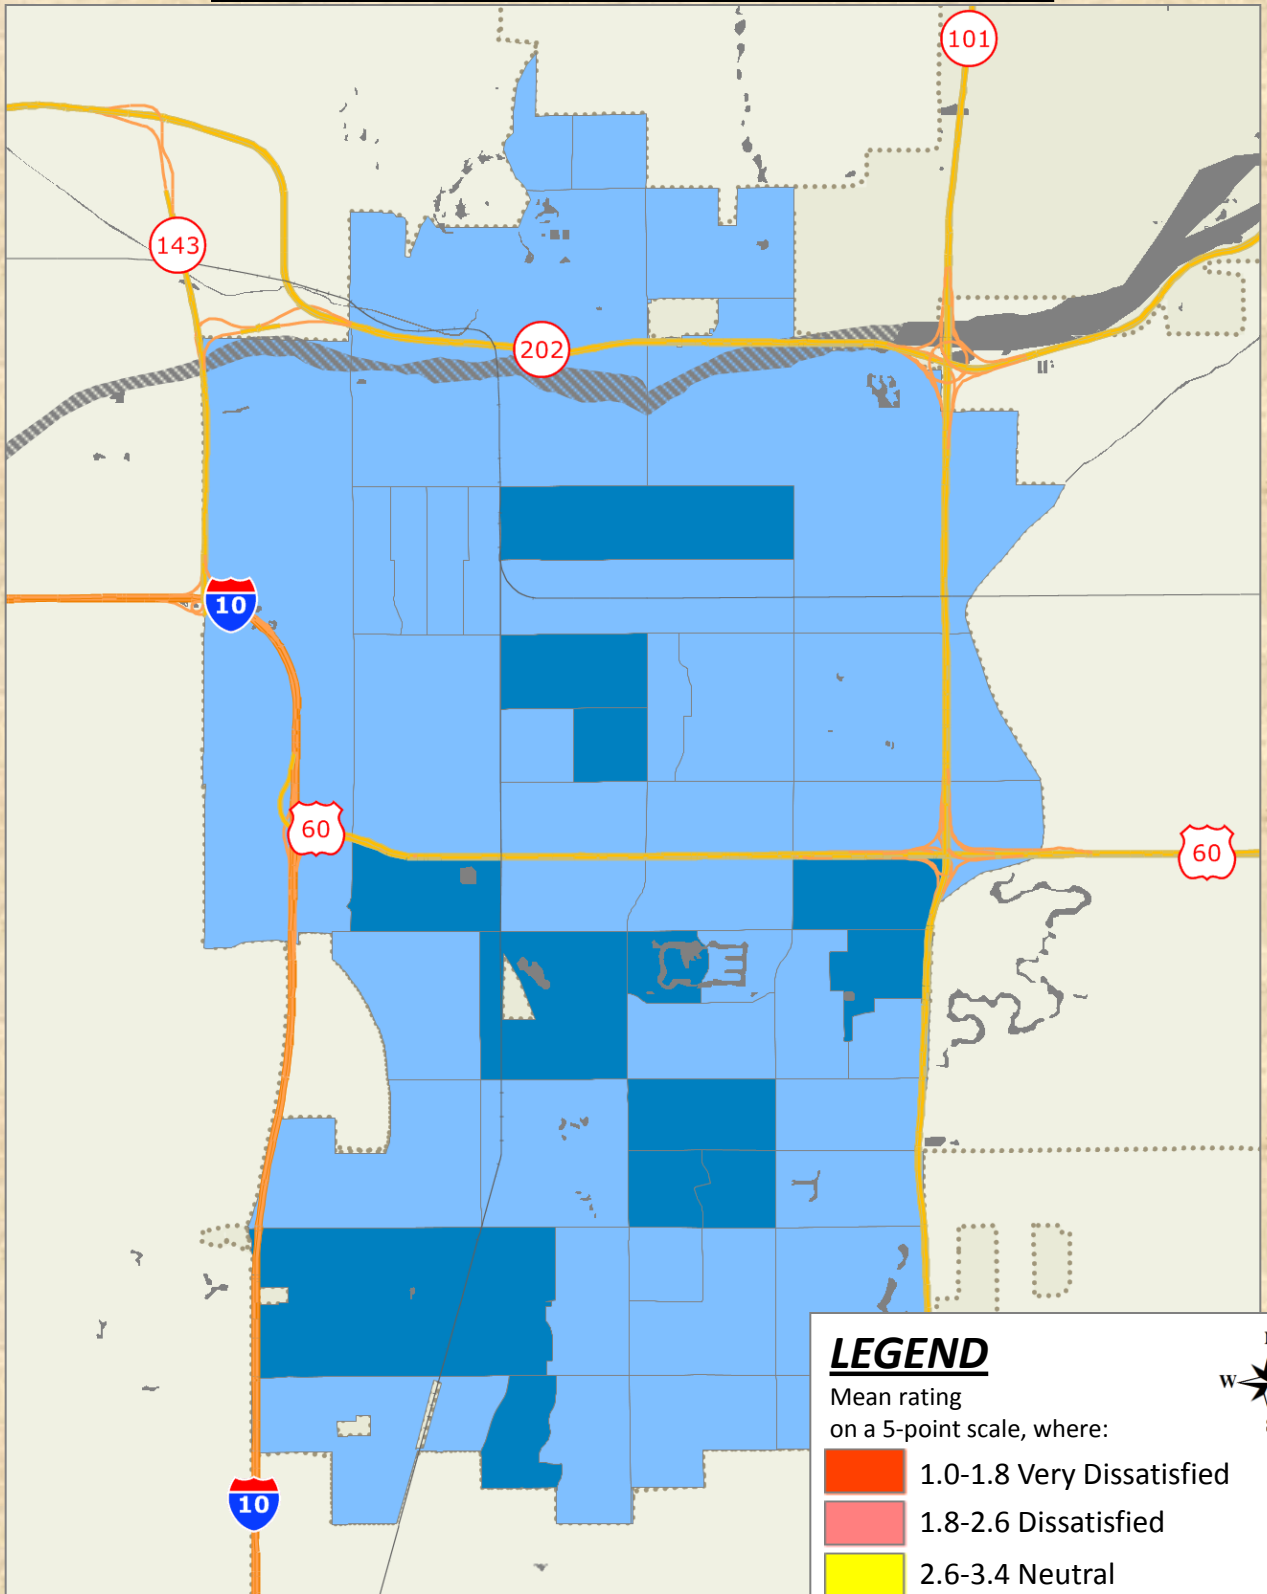 101
143
202
10
60
60
10
LEGEND
W
Mean rating
on a 5-point scale, where:
1.0-1.8 Very Dissatisfied
1.8-2.6 Dissatisfied
2.6-3.4 Neutral